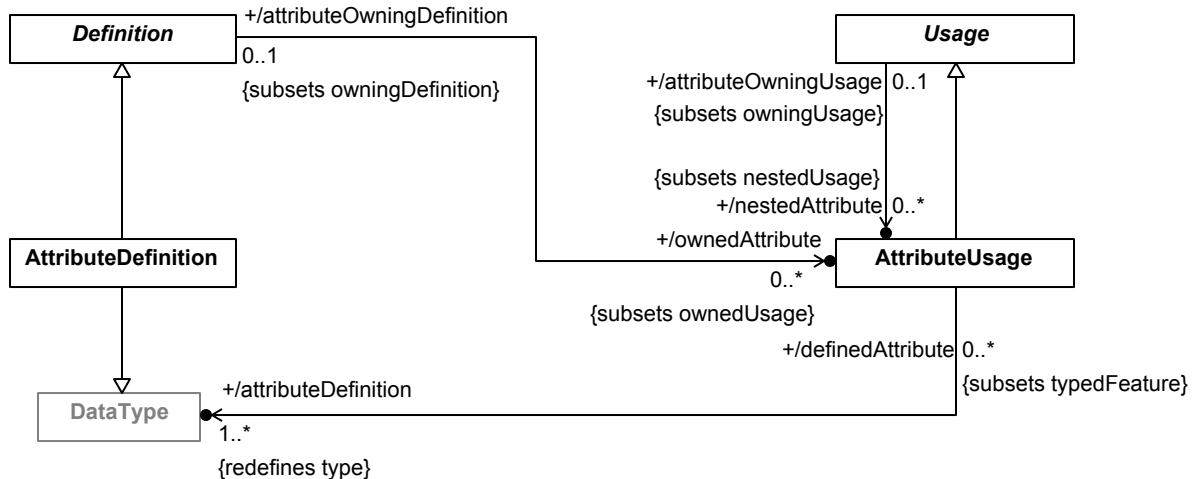 +/attributeOwningDefinition
Definition
Usage
0..1
{subsets owningDefinition}
+/attributeOwningUsage 0..1
{subsets owningUsage}
{subsets nestedUsage}
+/nestedAttribute 0..*
+/ownedAttribute
AttributeDefinition
AttributeUsage
0..*
{subsets ownedUsage}
+/definedAttribute 0..*
{subsets typedFeature}
+/attributeDefinition
DataType
1..*
{redefines type}